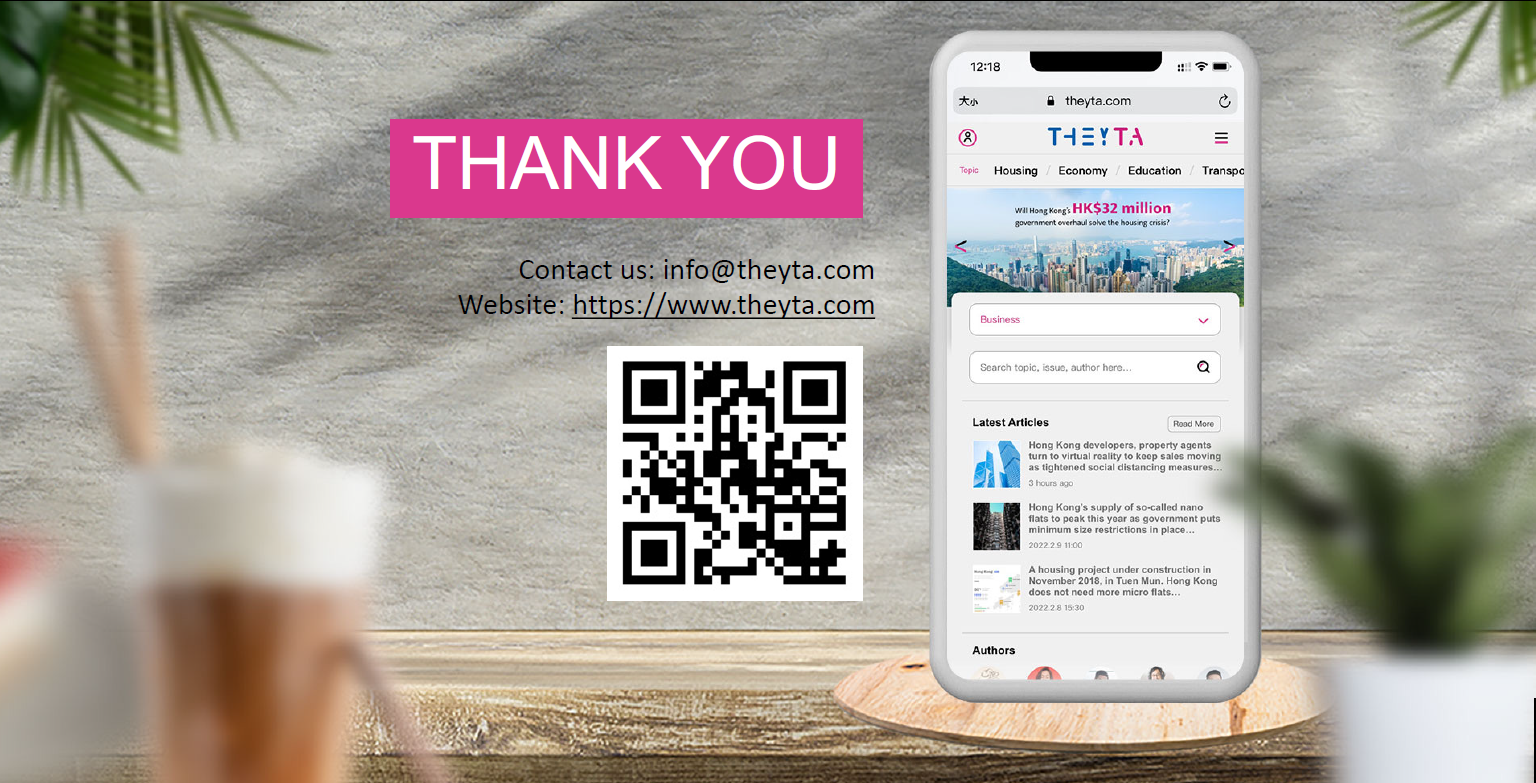 THANK YOU
Contact us: info@theyta.com
Website: https://www.theyta.com
12:18
大小
theyta.com
THEYTA
Topic Housing / Economy / Education / Transpo
Will Hong Kong's HK$32 million
government overhaul solve the housing crisis?
Business
Search topic, issue, author here...
Latest Articles
Read More
Hong Kong developers, property agents
turn to virtual reality to keep sales moving
as tightened social distancing measures...
3 hours ago
Hong Kong's supply of so-called nano
flats to peak this year as government puts
minimum size restrictions in place...
2022.2.9 11:00
A housing project under construction in
November 2018, in Tuen Mun. Hong Kong
does not need more micro flats...
2022.2.8 15:30
Authors